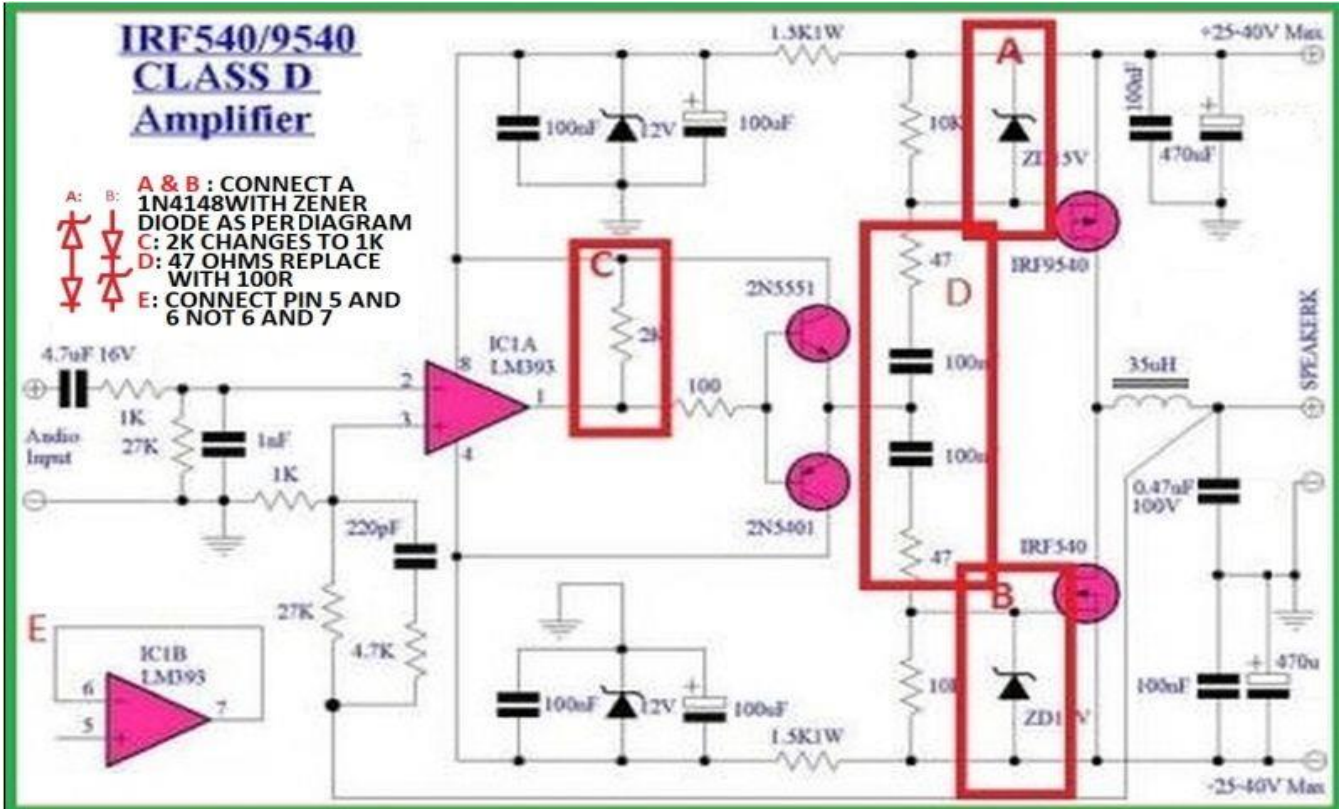 IRF540/9540
CLASS D
Amplifier
A: B:
A & B : CONNECT A
1N4148WITH ZENER
DIODE AS PERDIAGRAM
C: 2K CHANGES TO 1K
D: 47 OHMS REPLACE
WITH 100R
E: CONNECT PIN 5 AND
6 NOT 6 AND 7
1.5K1W
+25-40V Max
A
100nF
12V
100uF
10K
100nF
470uF
IRF9540
C
47
D
2N5551
100
IC1A
LM393
8
2
3
1
4
4.7uF 16V
1K
27K
1nF
Audio
Input
1K
35uH
SPEAKERK
0.47uF
100V
2N5401
220pF
47
IRF540
B
27K
4.7K
E
IC1B
LM393
6
5
7
100nF
12V
100uF
1.5K1W
100nF
470u
-25-40V Max